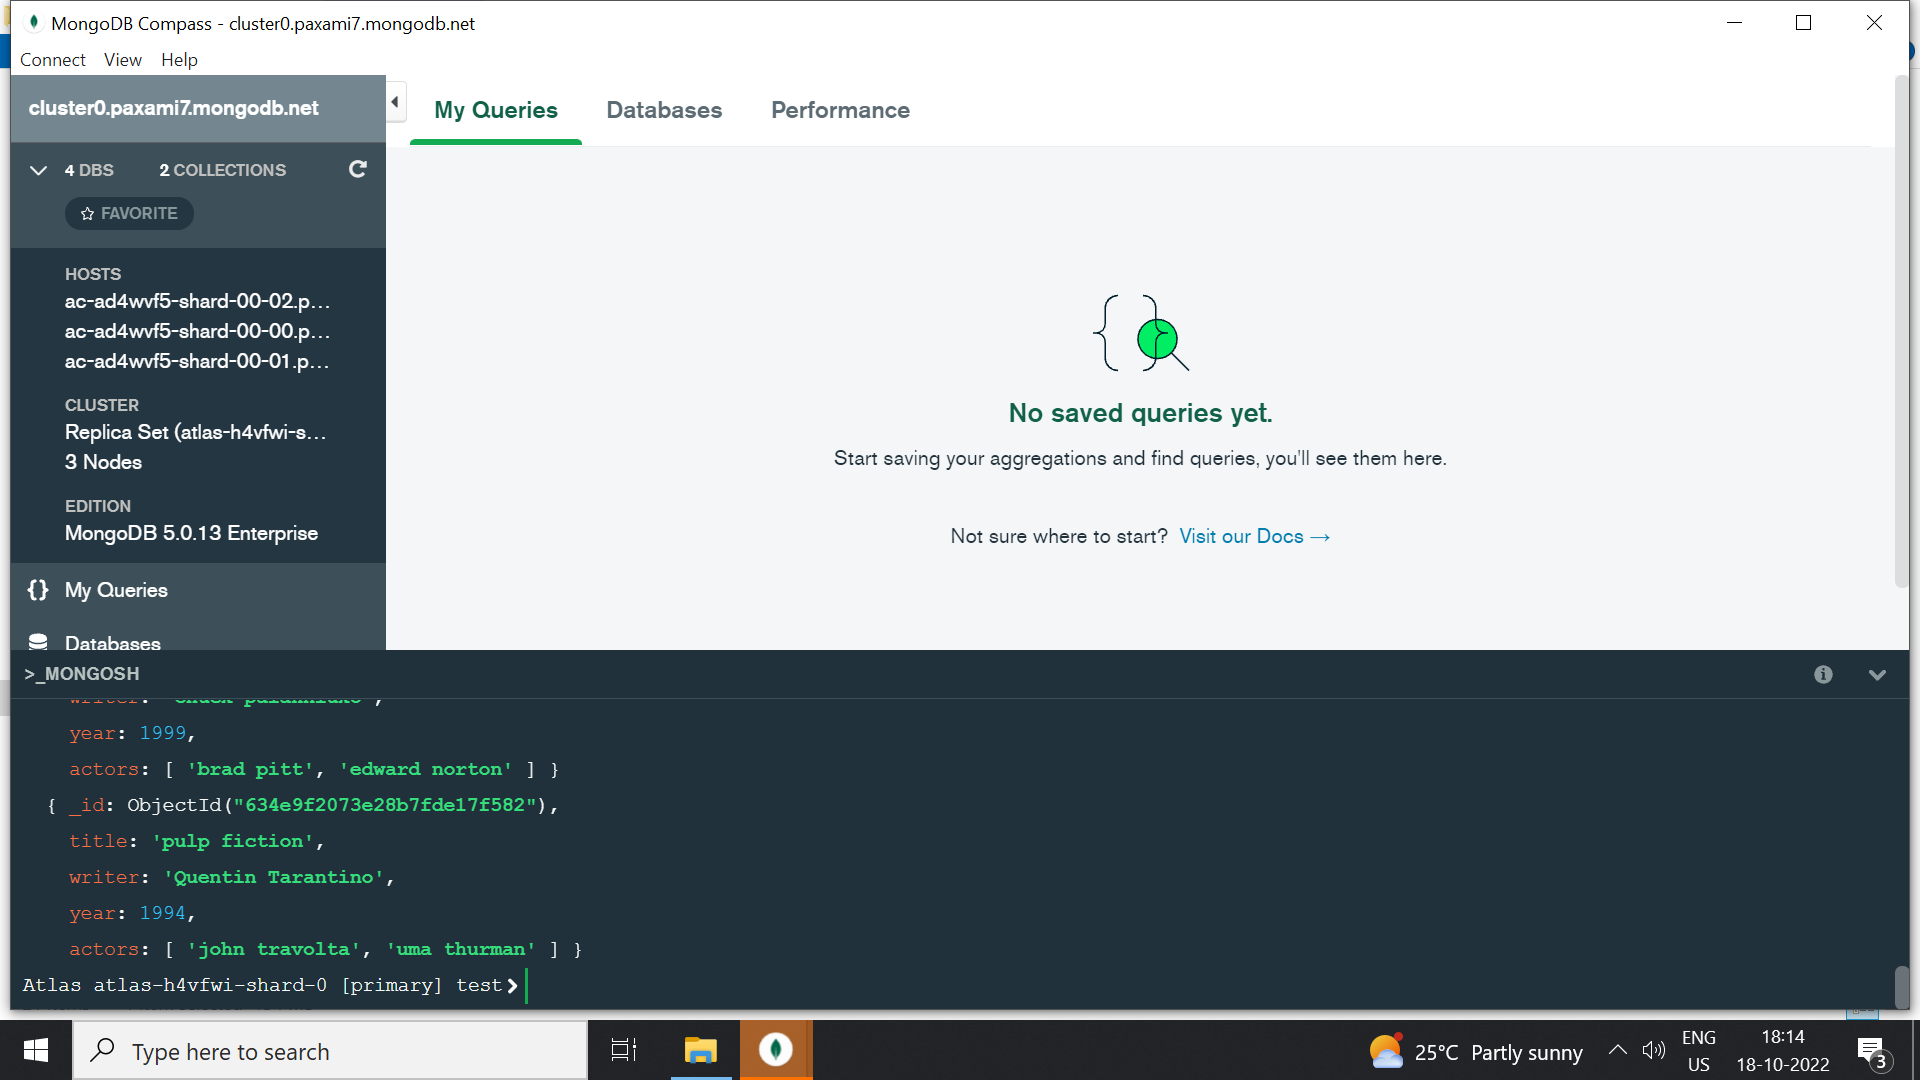 MongoDB Compass - cluster0.paxami7.mongodb.net
Connect View Help
cluster0.paxami7.mongodb.net
My Queries Databases Performance
4 DBS 2 COLLECTIONS
FAVORITE
HOSTS
ac-ad4wvf5-shard-00-02.p...
ac-ad4wvf5-shard-00-00.p...
ac-ad4wvf5-shard-00-01.p...
CLUSTER
Replica Set (atlas-h4vfwi-s...
3 Nodes
EDITION
MongoDB 5.0.13 Enterprise
{} My Queries
Databases
{ }
No saved queries yet.
Start saving your aggregations and find queries, you'll see them here.
Not sure where to start? Visit our Docs →
>_MONGOSH
writer:
year: 1999,
actors: [ 'brad pitt', 'edward norton' ] }
{ _id: ObjectId("634e9f2073e28b7fde17f582"),
title: 'pulp fiction',
writer: 'Quentin Tarantino',
year: 1994,
actors: [ 'john travolta', 'uma thurman' ] }
Atlas atlas-h4vfwi-shard-0 [primary] test>
Type here to search
25°C Partly sunny
ENG
US
18:14
18-10-2022
3